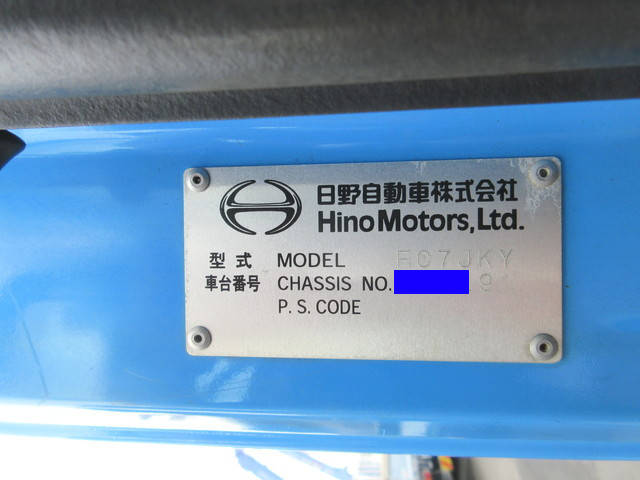 日野自動車株式会社
Hino Motors, Ltd.
型式 MODEL FC7JKY
車台番号 CHASSIS NO. 9
P.S.CODE